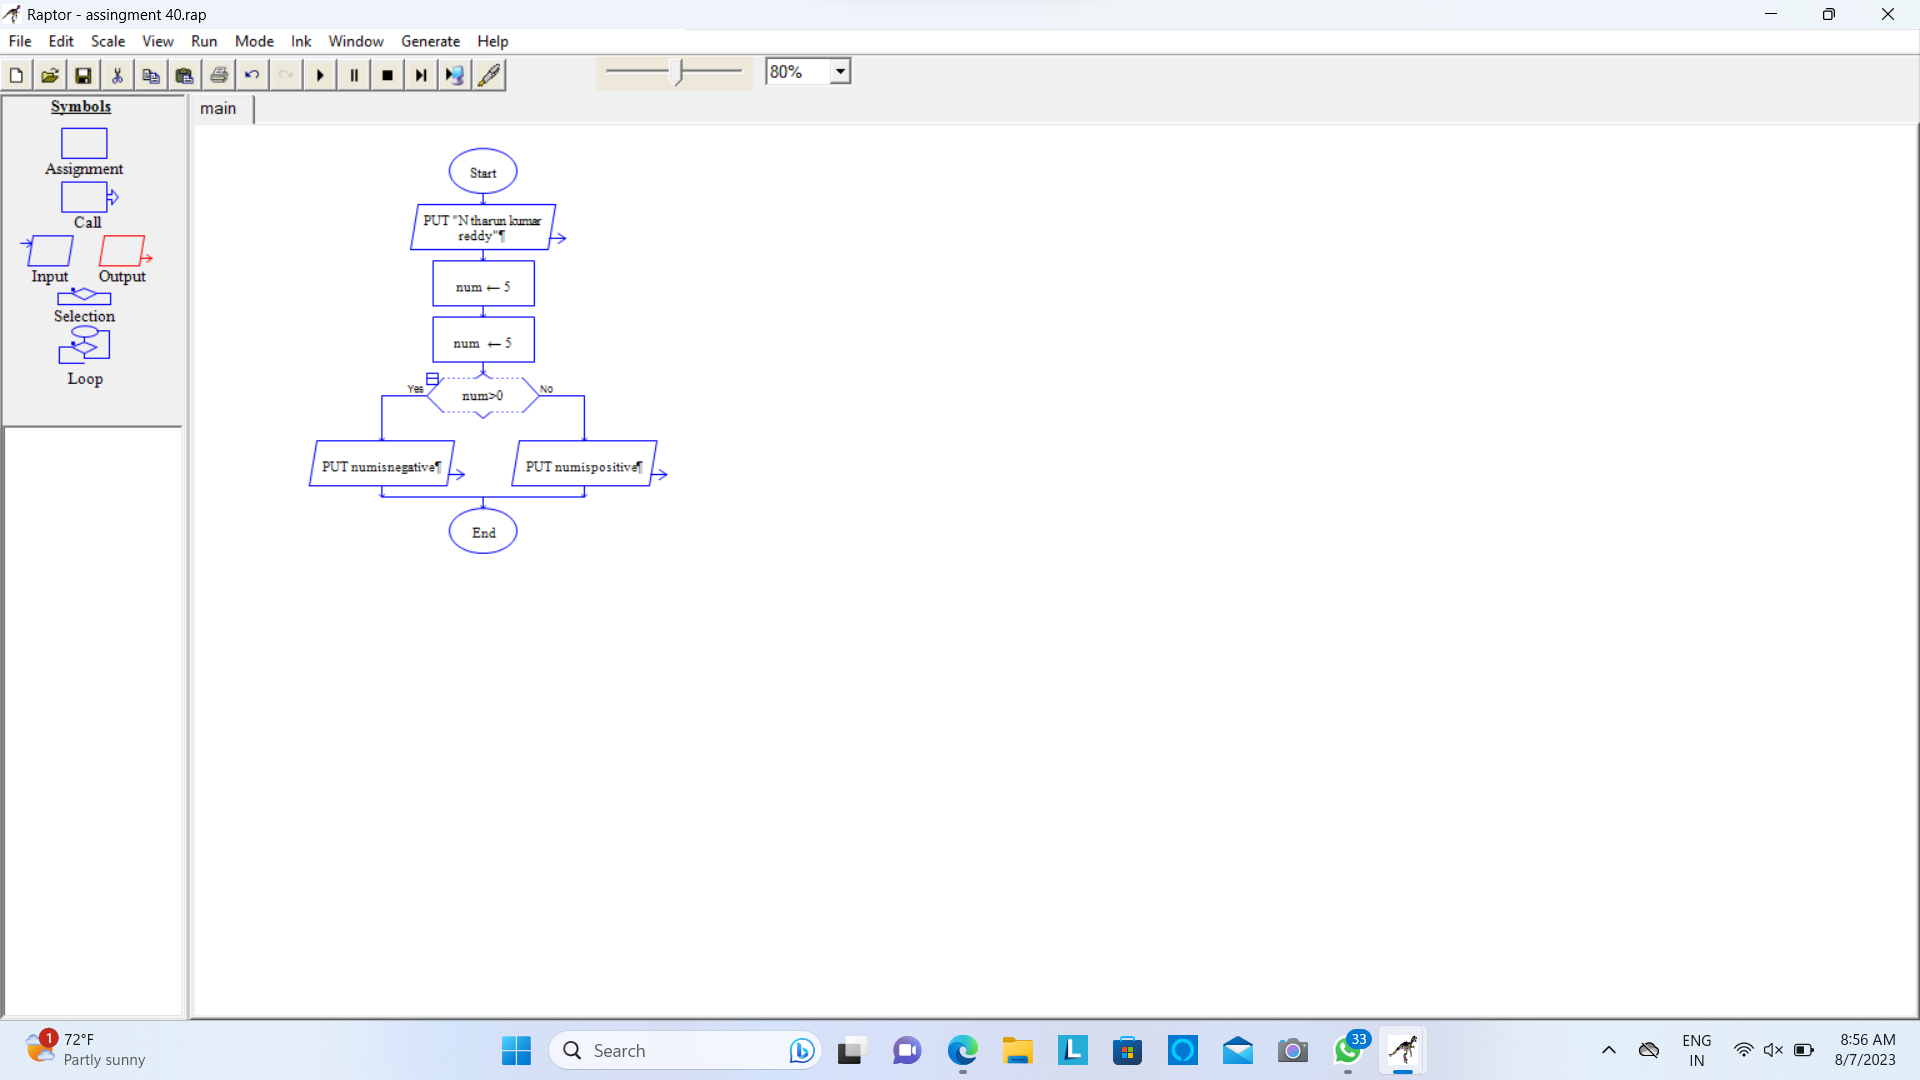 Raptor - assingment 40.rap
File Edit Scale View Run Mode Ink Window Generate Help
80%
Symbols
Assignment
Call
Input Output
Selection
Loop
main
Start
PUT "N tharun kumar
reddy"¶
num ← 5
num ← 5
Yes num>0 No
PUT numisnegative¶ PUT numispositive¶
End
1
72°F
Partly sunny
Search
33
ENG
IN
8:56 AM
8/7/2023